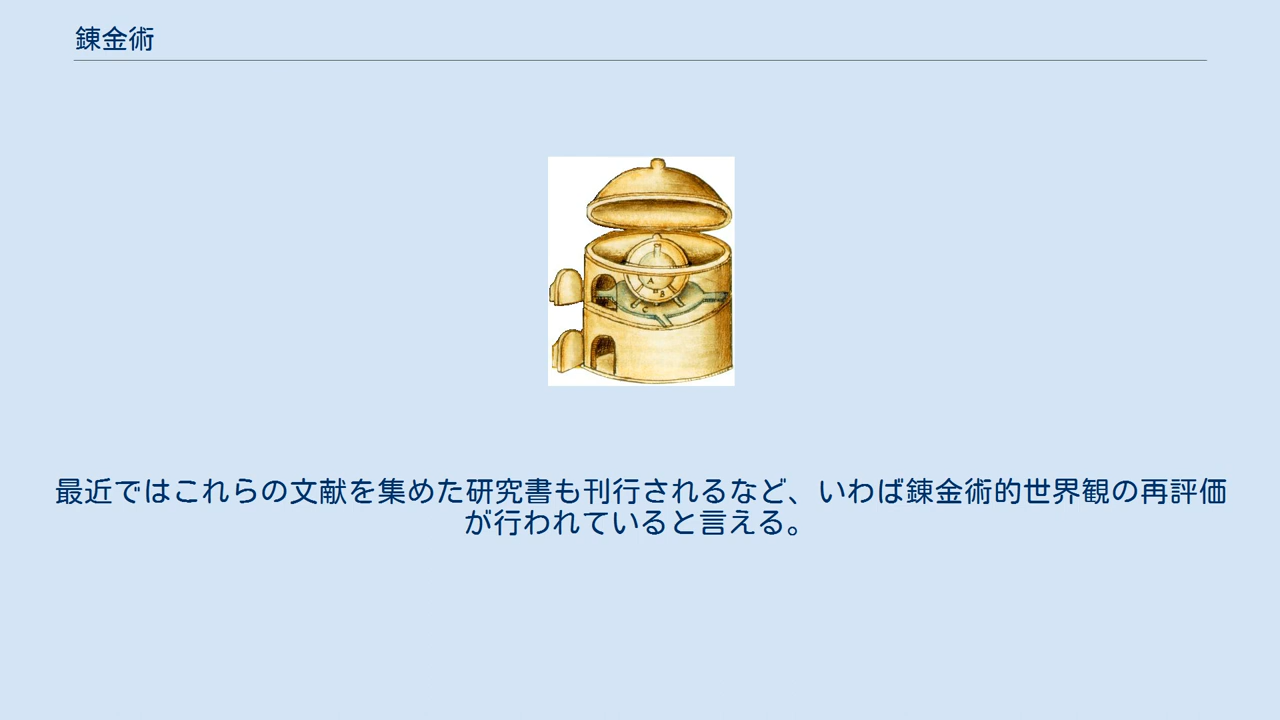 錬金術
A
B
C
最近ではこれらの文献を集めた研究書も刊行されるなど、いわば錬金術的世界観の再評価
が行われていると言える。